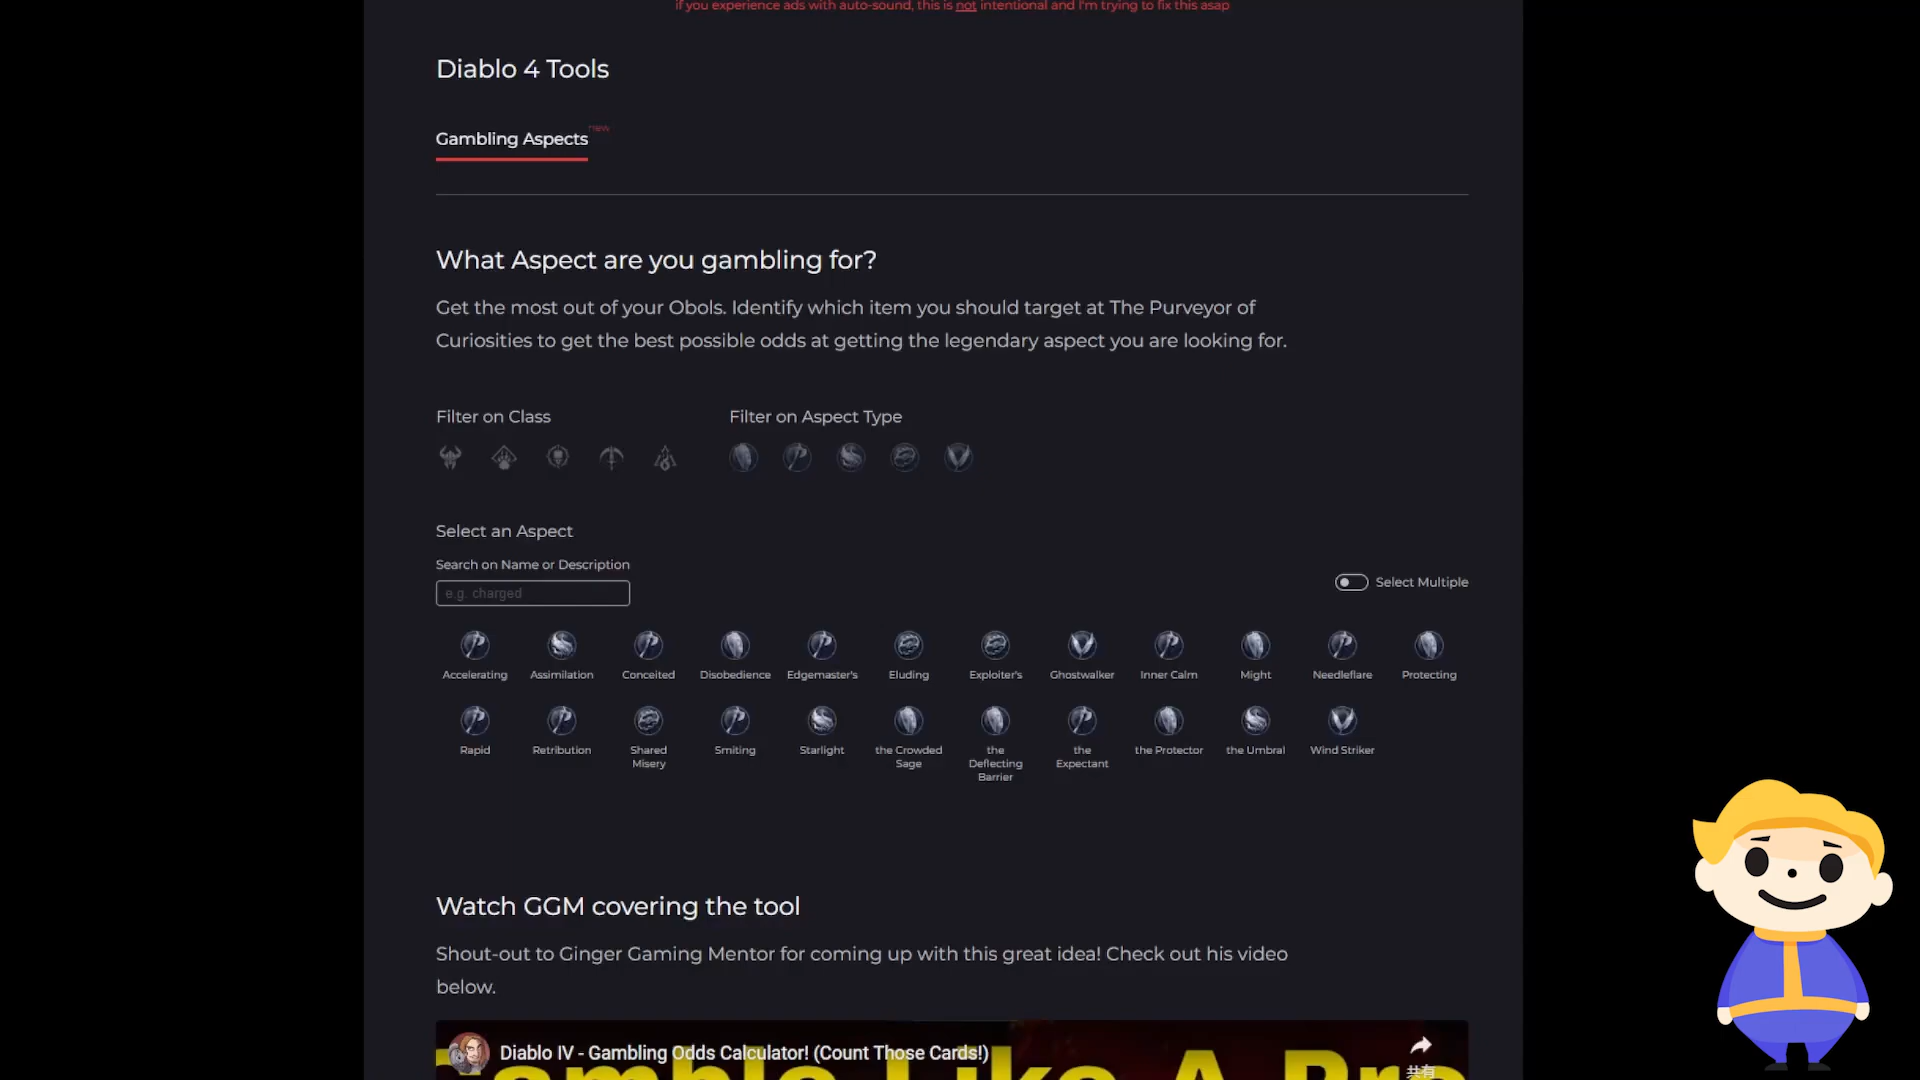 if you experience ads with auto-sound, this is not intentional and I'm trying to fix this asap
Diablo 4 Tools
Gambling Aspects new
What Aspect are you gambling for?
Get the most out of your Obols. Identify which item you should target at The Purveyor of
Curiosities to get the best possible odds at getting the legendary aspect you are looking for.
Filter on Class Filter on Aspect Type
Select an Aspect
Search on Name or Description
e.g. charged
Select Multiple
Accelerating Assimilation Conceited Disobedience Edgemaster's Eluding Exploiter's Ghostwalker Inner Calm Might Needleflare Protecting
Rapid Retribution Shared Misery Smiting Starlight the Crowded Sage the Deflecting Barrier the Expectant the Protector the Umbral Wind Striker
Watch GGM covering the tool
Shout-out to Ginger Gaming Mentor for coming up with this great idea! Check out his video
below.
Diablo IV - Gambling Odds Calculator! (Count Those Cards!)
共有
Gamble Like A Pro